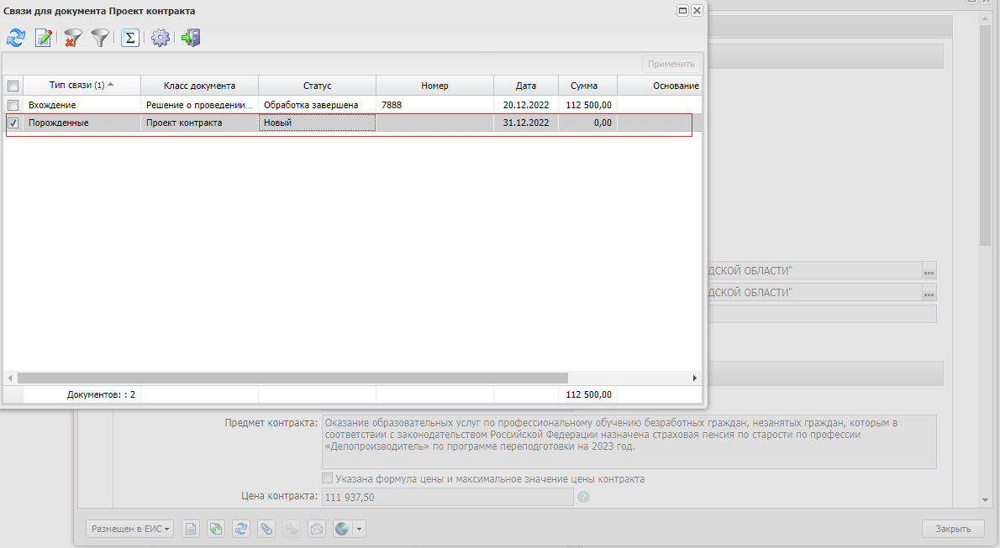 Связи для документа Проект контракта
Применить
Тип связи (1) Класс документа Статус Номер Дата Сумма Основание
Вхождение Решение о проведении... Обработка завершена 7888 20.12.2022 112 500,00
Порожденные Проект контракта Новый 31.12.2022 0,00
ДСКОЙ ОБЛАСТИ" ...
ДСКОЙ ОБЛАСТИ" ...
Документов: : 2 112 500,00
Предмет контракта: Оказание образовательных услуг по профессиональному обучению безработных граждан, незанятых граждан, которым в
соответствии с законодательством Российской Федерации назначена страховая пенсия по старости по профессии
«Делопроизводитель» по программе переподготовки на 2023 год.
Указана формула цены и максимальное значение цены контракта
Цена контракта: 111 937,50 ?
Размещен в ЕИС Закрыть